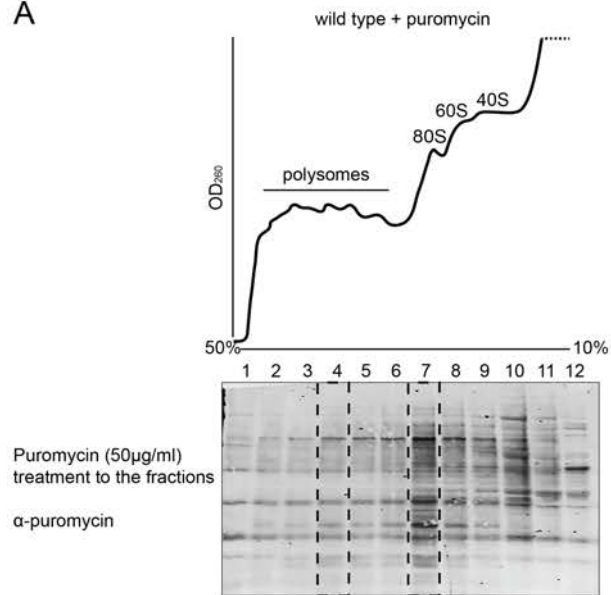 A
wild type + puromycin
OD260
polysomes
80S
60S
40S
50%
10%
1 2 3 4 5 6 7 8 9 10 11 12
Puromycin (50µg/ml)
treatment to the fractions
α-puromycin